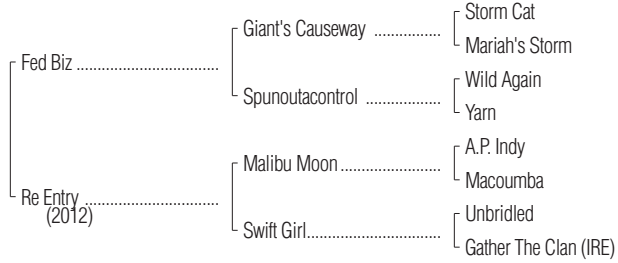 Storm Cat
Giant's Causeway ................
Mariah's Storm
Fed Biz ...................................
Wild Again
Spunoutacontrol ..................
Yarn
A.P. Indy
Malibu Moon........................
Macoumba
Re Entry .................................
(2012)
Unbridled
Swift Girl................................
Gather The Clan (IRE)